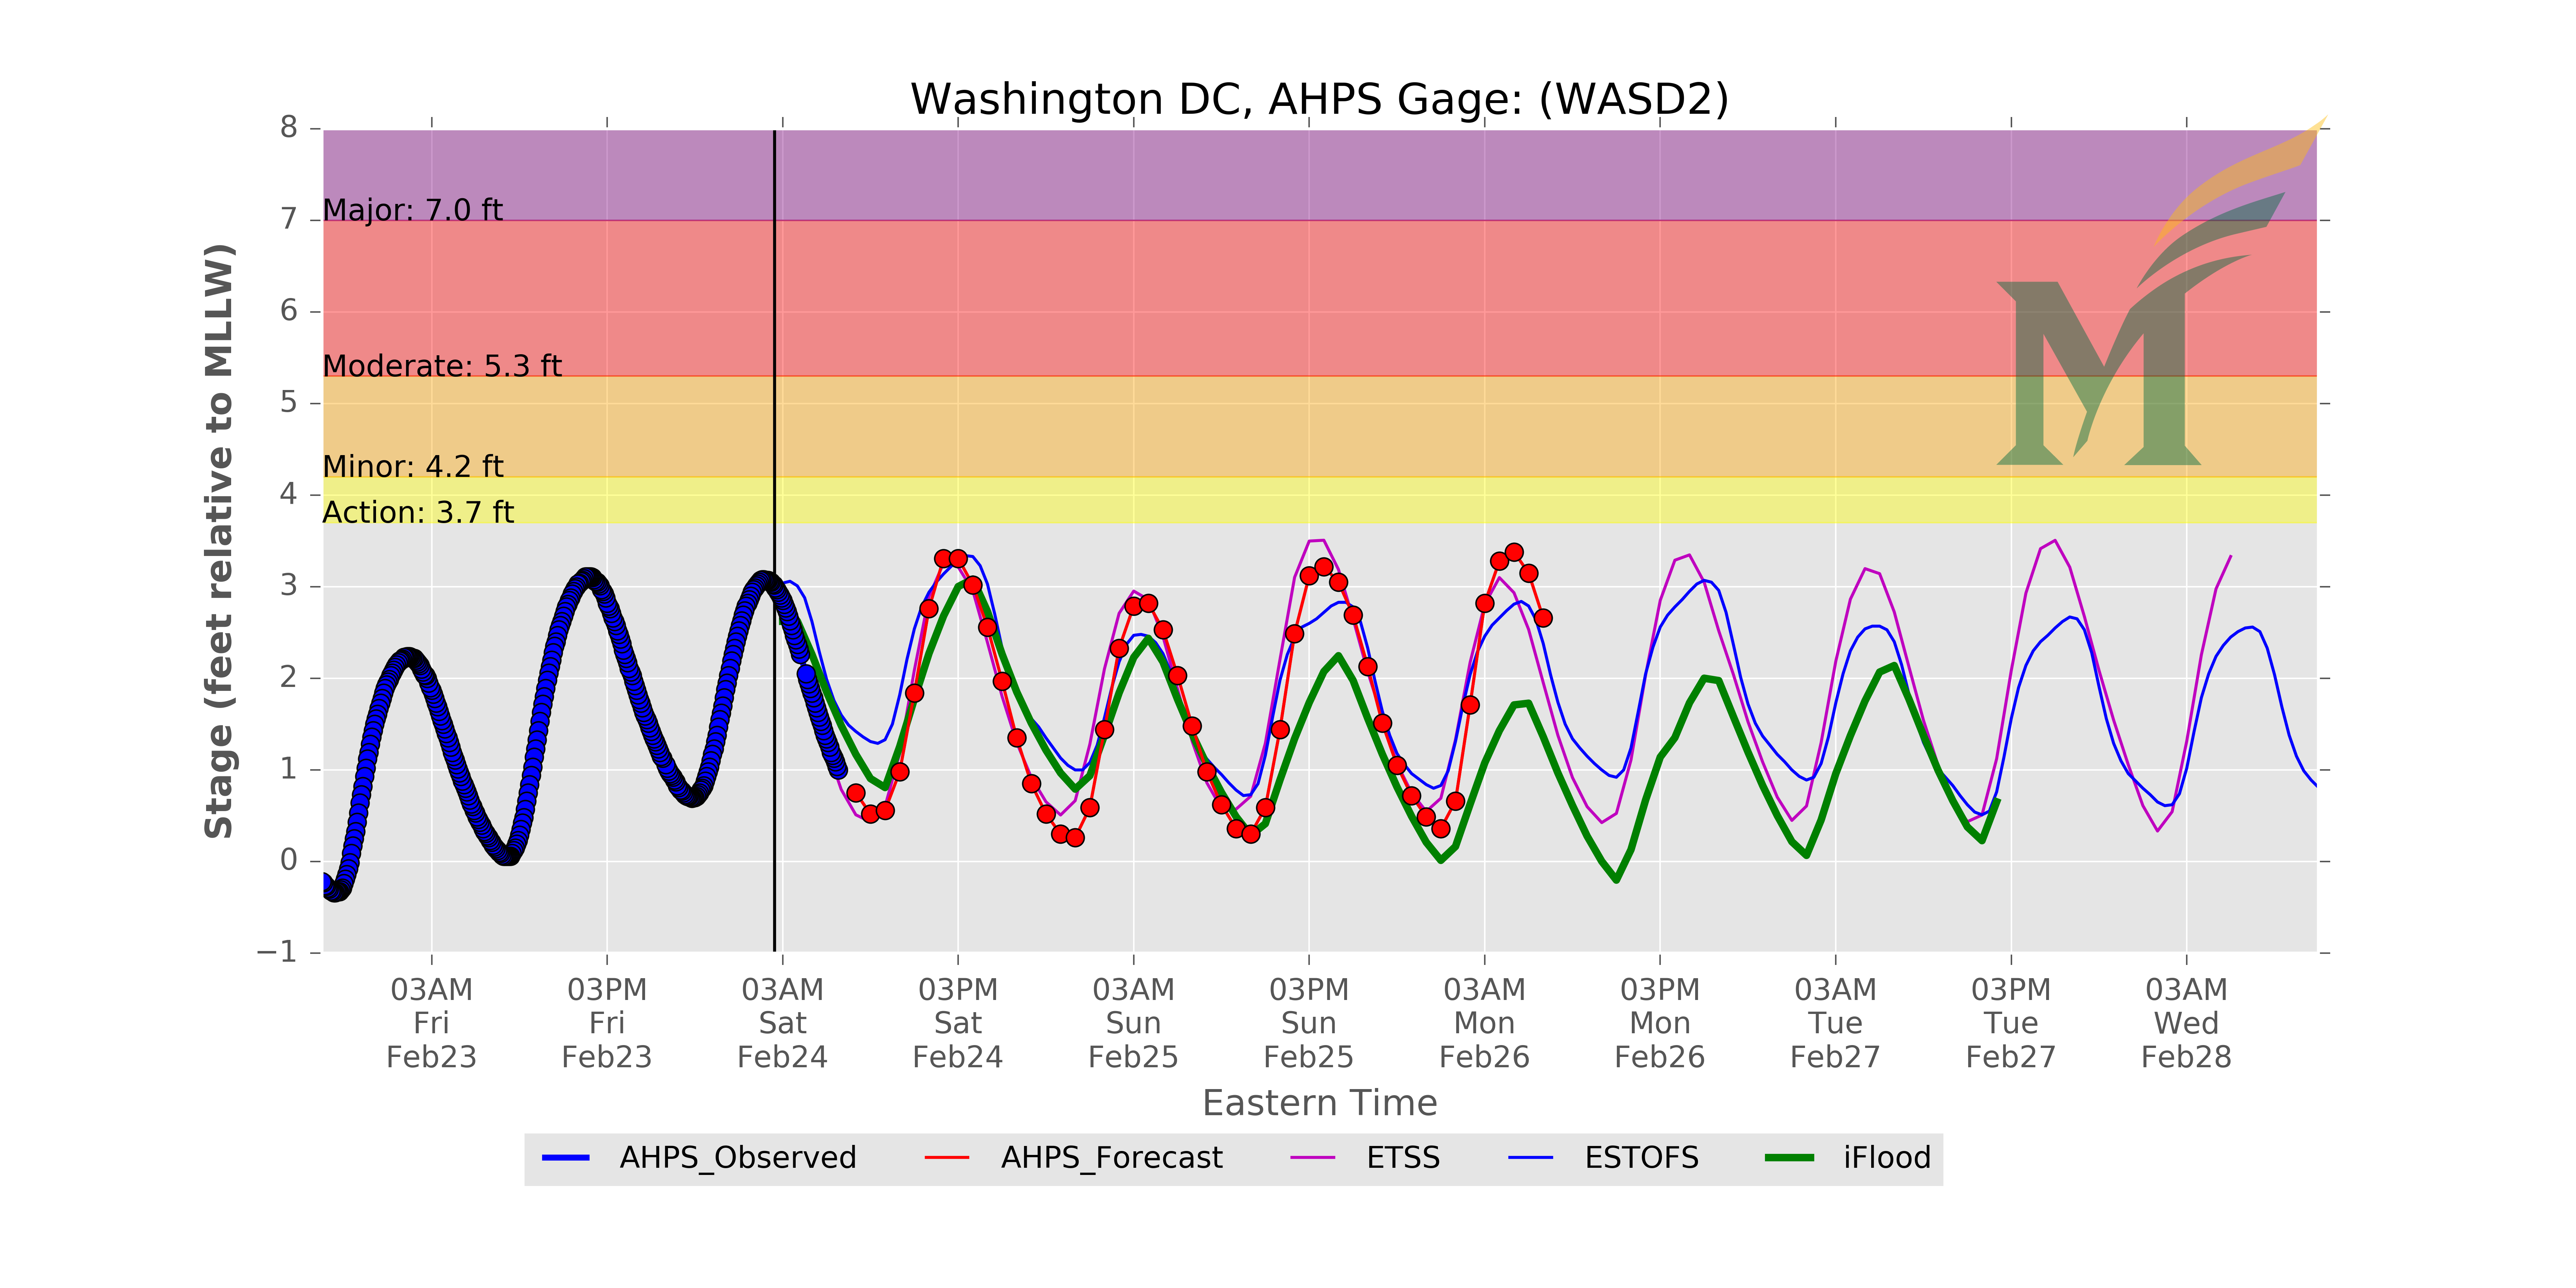 Washington DC, AHPS Gage: (WASD2)
Stage (feet relative to MLLW)
8
7
6
5
4
3
2
1
0
−1
Major: 7.0 ft
Moderate: 5.3 ft
Minor: 4.2 ft
Action: 3.7 ft
03AM 03PM 03AM 03PM 03AM 03PM 03AM 03PM 03AM 03PM 03AM
Fri Fri Sat Sat Sun Sun Mon Mon Tue Tue Wed
Feb23 Feb23 Feb24 Feb24 Feb25 Feb25 Feb26 Feb26 Feb27 Feb27 Feb28
Eastern Time
AHPS_Observed AHPS_Forecast ETSS ESTOFS iFlood